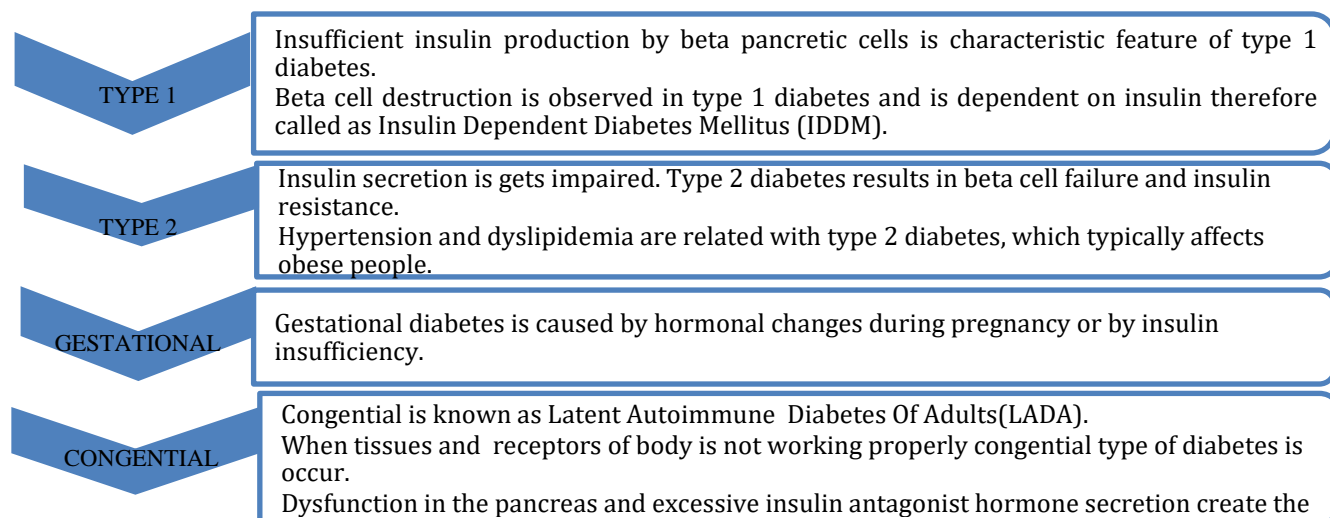 Insufficient insulin production by beta pancretic cells is characteristic feature of type 1
diabetes.
TYPE 1
Beta cell destruction is observed in type 1 diabetes and is dependent on insulin therefore
called as Insulin Dependent Diabetes Mellitus (IDDM).
Insulin secretion is gets impaired. Type 2 diabetes results in beta cell failure and insulin
resistance.
TYPE 2
Hypertension and dyslipidemia are related with type 2 diabetes, which typically affects
obese people.
Gestational diabetes is caused by hormonal changes during pregnancy or by insulin
GESTATIONAL
insufficiency.
Congential is known as Latent Autoimmune Diabetes Of Adults(LADA).
When tissues and receptors of body is not working properly congential type of diabetes is
CONGENTIAL
occur.
Dysfunction in the pancreas and excessive insulin antagonist hormone secretion create the